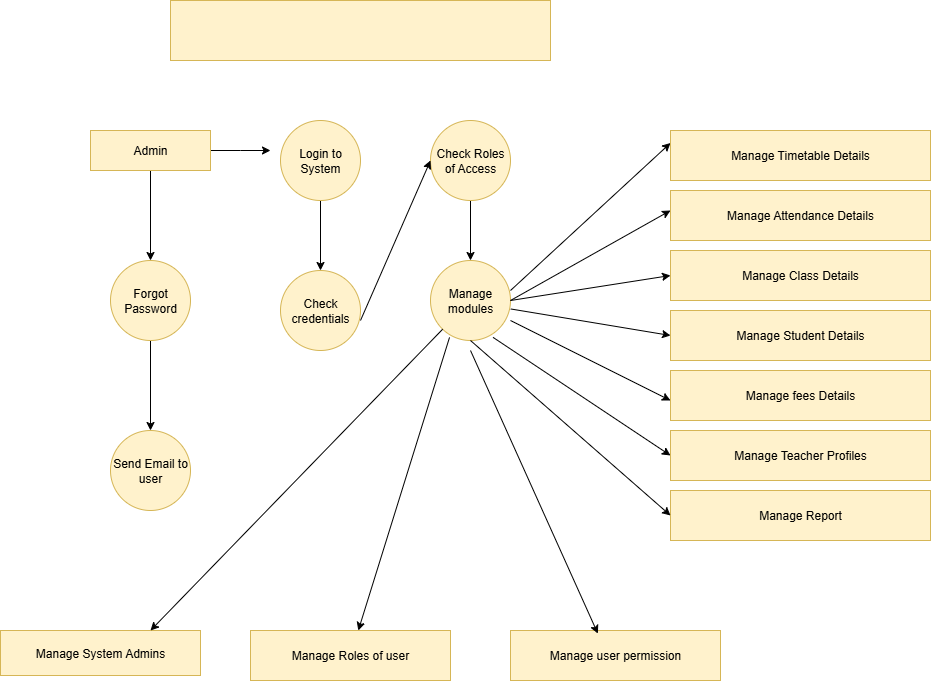 Admin
Login to
System
Check Roles
of Access
Manage Timetable Details
Manage Attendance Details
Manage Class Details
Manage Student Details
Manage fees Details
Manage Teacher Profiles
Manage Report
Forgot
Password
Check
credentials
Manage
modules
Send Email to
user
Manage System Admins
Manage Roles of user
Manage user permission